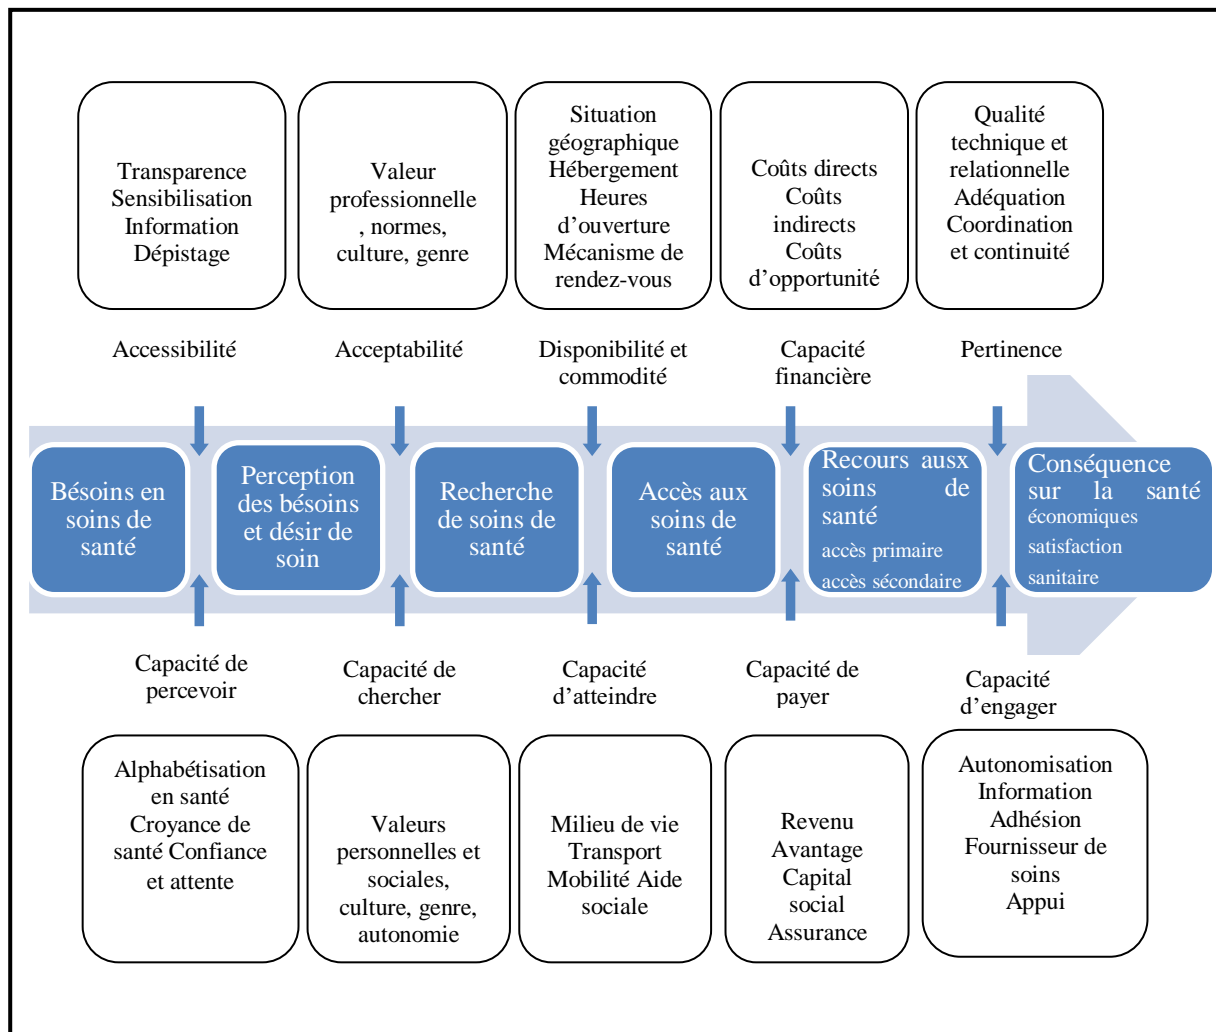 Transparence
Sensibilisation
Information
Dépistage
Valeur
professionnelle
, normes,
culture, genre
Situation
géographique
Hébergement
Heures
d’ouverture
Mécanisme de
rendez-vous
Coûts directs
Coûts
indirects
Coûts
d’opportunité
Qualité
technique et
relationnelle
Adéquation
Coordination
et continuité
Accessibilité
Acceptabilité
Disponibilité et
commodité
Capacité
financière
Pertinence
Bésoins en
soins de
santé
Perception
des bésoins
et désir de
soin
Recherche
de soins de
santé
Accès aux
soins de
santé
Recours ausx
soins de
santé
accès primaire
accès sécondaire
Conséquence
sur la santé
économiques
satisfaction
sanitaire
Capacité de
percevoir
Capacité de
chercher
Capacité
d’atteindre
Capacité de
payer
Capacité
d’engager
Alphabétisation
en santé
Croyance de
santé Confiance
et attente
Valeurs
personnelles et
sociales,
culture, genre,
autonomie
Milieu de vie
Transport
Mobilité Aide
sociale
Revenu
Avantage
Capital
social
Assurance
Autonomisation
Information
Adhésion
Fournisseur de
soins
Appui